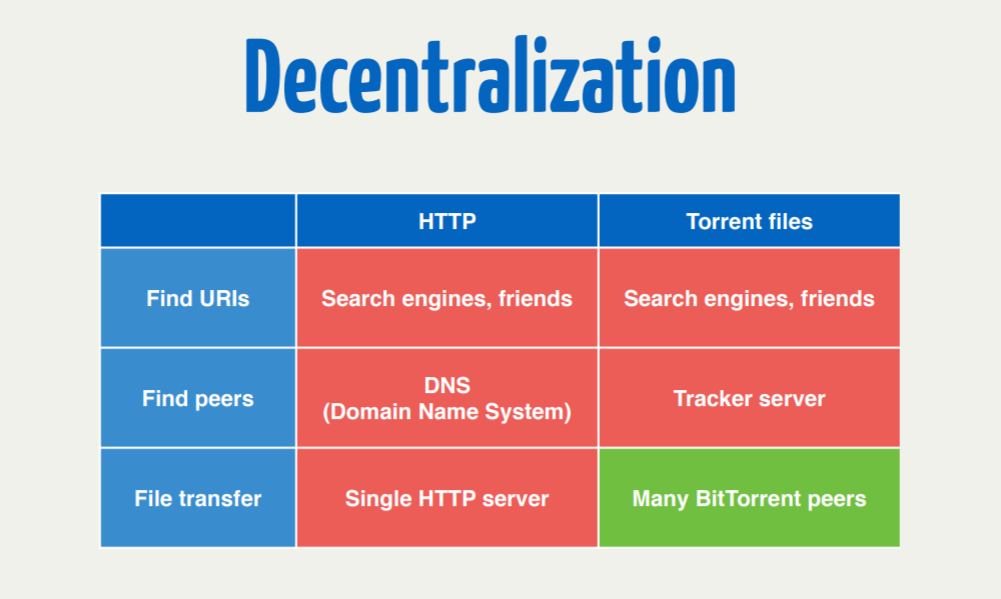 Decentralization
HTTP
Torrent files
Find URIs
Search engines, friends
Search engines, friends
Find peers
DNS
(Domain Name System)
Tracker server
File transfer
Single HTTP server
Many BitTorrent peers